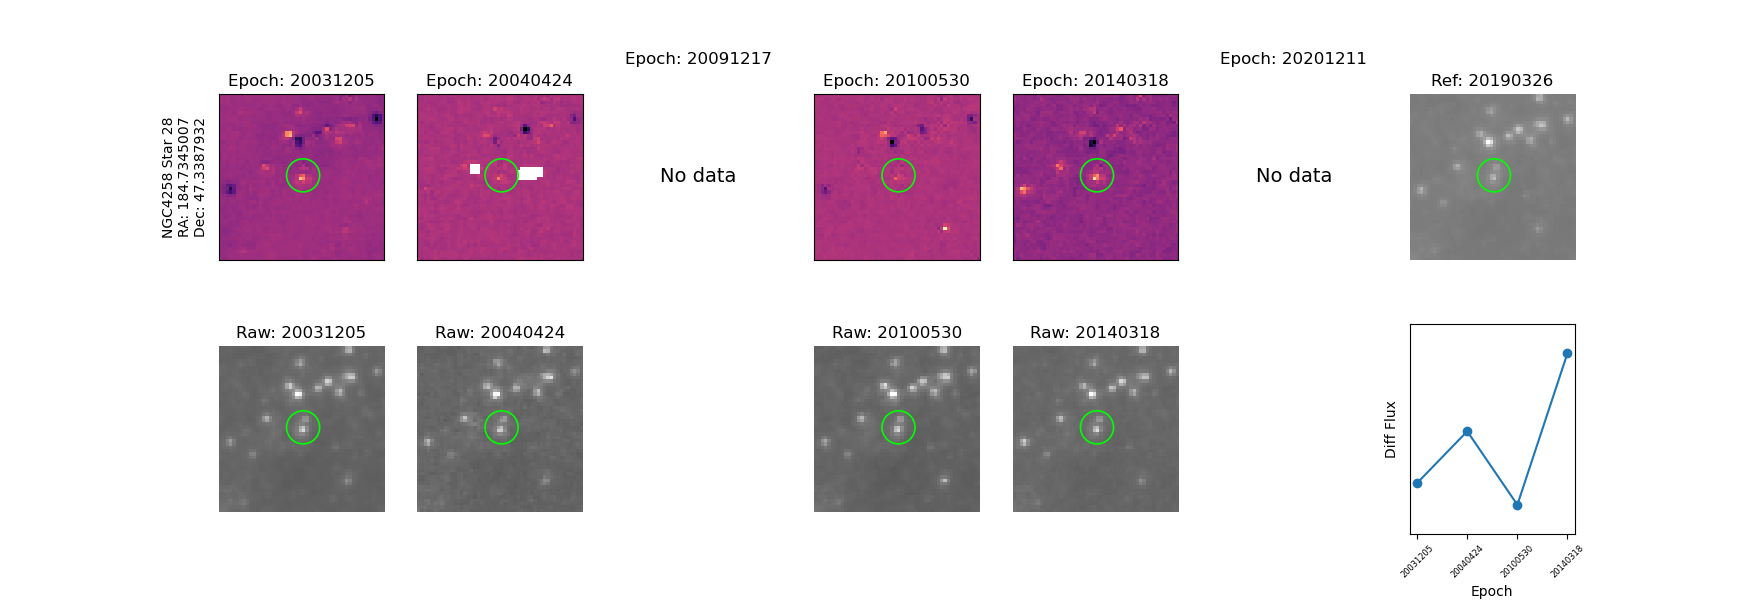 Epoch: 20091217
Epoch: 20201211
Epoch: 20031205
Epoch: 20040424
Epoch: 20100530
Epoch: 20140318
Ref: 20190326
NGC4258 Star 28
RA: 184.7345007
Dec: 47.3387932
No data
No data
Raw: 20031205
Raw: 20040424
Raw: 20100530
Raw: 20140318
Diff Flux
20031205
20040424
20100530
20140318
Epoch